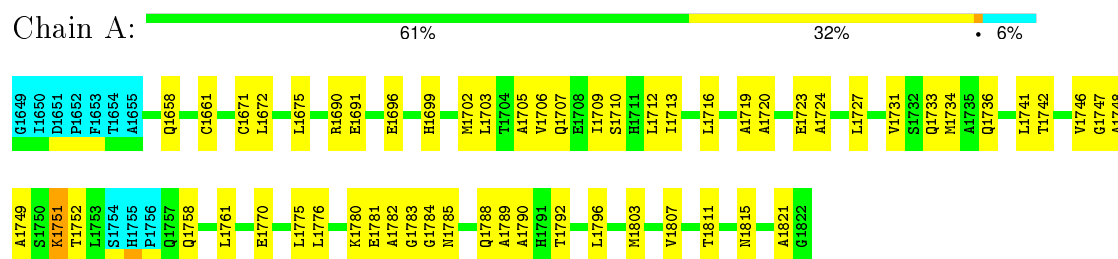 Chain A:
61% 32% • 6%
G1649 I1650 D1651 P1652 F1653 T1654 A1655 Q1658 C1661 C1671 L1672 L1675 R1690 E1691 E1696 H1699 M1702 L1703 T1704 A1705 V1706 Q1707 E1708 I1709 S1710 H1711 L1712 I1713 L1716 A1719 A1720 E1723 A1724 L1727 V1731 S1732 Q1733 M1734 A1735 Q1736 L1741 T1742 V1746 G1747 A1748
A1749 S1750 K1751 T1752 L1753 S1754 H1755 P1756 Q1757 Q1758 L1761 E1770 L1775 L1776 K1780 E1781 A1782 G1783 G1784 N1785 Q1788 A1789 A1790 H1791 T1792 L1796 M1803 V1807 T1811 N1815 A1821 G1822